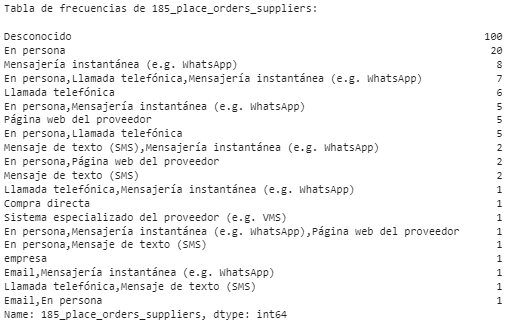 Tabla de frecuencias de 185_place_orders_suppliers:
Desconocido 100
En persona 20
Mensajería instantánea (e.g. WhatsApp) 8
En persona,Llamada telefónica,Mensajería instantánea (e.g. WhatsApp) 7
Llamada telefónica 6
En persona,Mensajería instantánea (e.g. WhatsApp) 5
Página web del proveedor 5
En persona,Llamada telefónica 5
Mensaje de texto (SMS),Mensajería instantánea (e.g. WhatsApp) 2
En persona,Página web del proveedor 2
Mensaje de texto (SMS) 2
Llamada telefónica,Mensajería instantánea (e.g. WhatsApp) 1
Compra directa 1
Sistema especializado del proveedor (e.g. VMS) 1
En persona,Mensajería instantánea (e.g. WhatsApp),Página web del proveedor 1
En persona,Mensaje de texto (SMS) 1
empresa 1
Email,Mensajería instantánea (e.g. WhatsApp) 1
Llamada telefónica,Mensaje de texto (SMS) 1
Email,En persona 1
Name: 185_place_orders_suppliers, dtype: int64